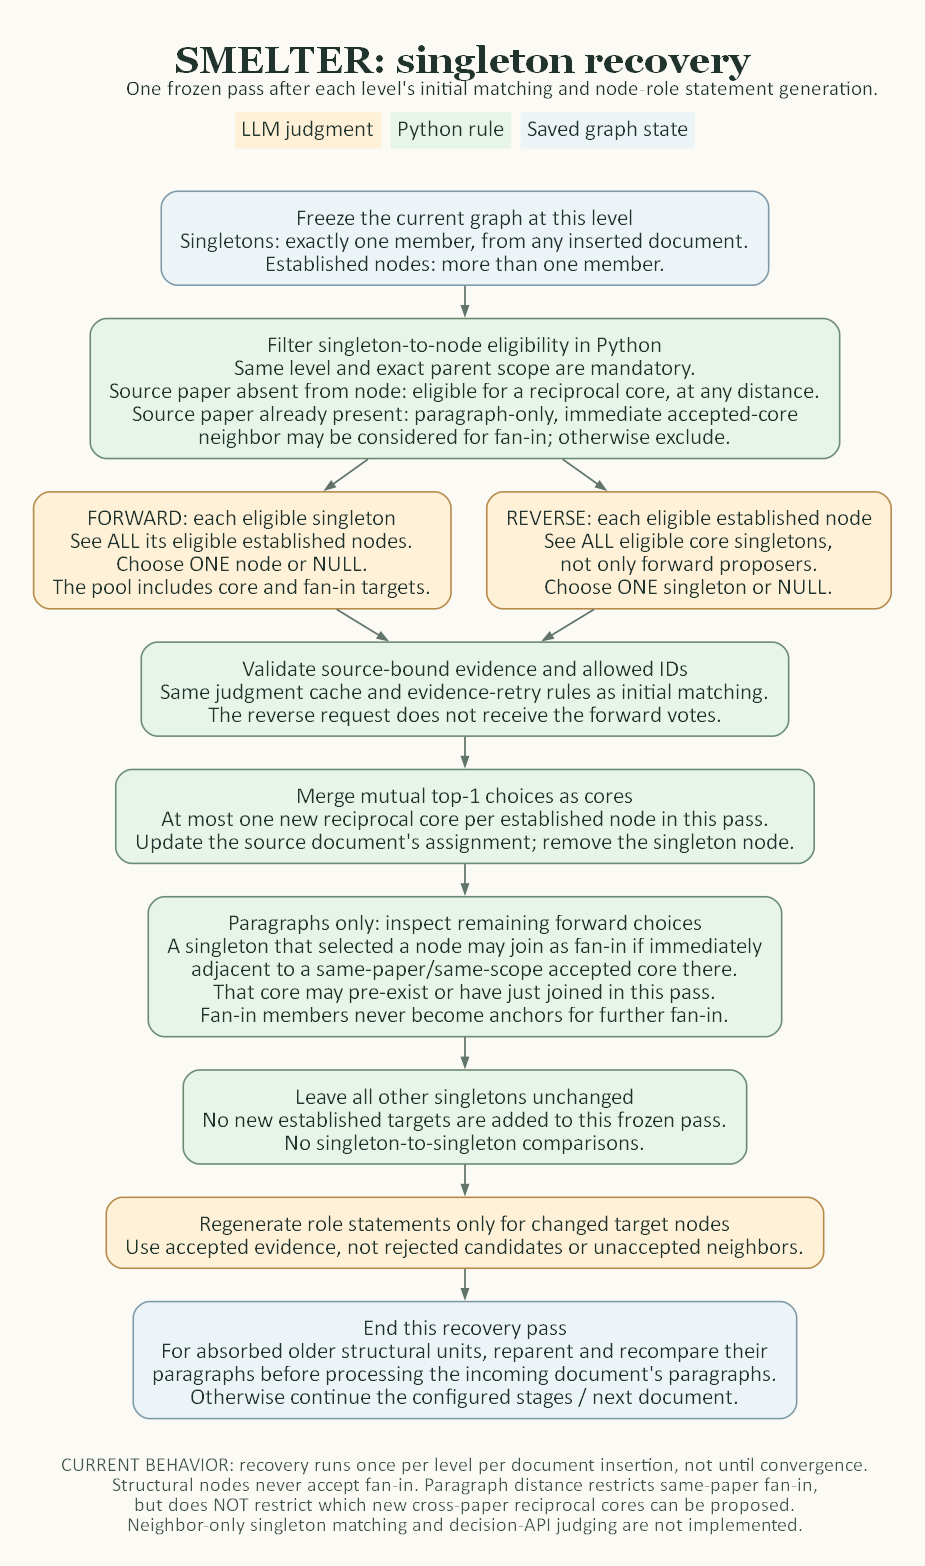 SMELTER: singleton recovery
One frozen pass after each level's initial matching and node-role statement generation.
LLM judgment
Python rule
Saved graph state
Freeze the current graph at this level
Singletons: exactly one member, from any inserted document.
Established nodes: more than one member.
Filter singleton-to-node eligibility in Python
Same level and exact parent scope are mandatory.
Source paper absent from node: eligible for a reciprocal core, at any distance.
Source paper already present: paragraph-only, immediate accepted-core
neighbor may be considered for fan-in; otherwise exclude.
FORWARD: each eligible singleton
See ALL its eligible established nodes.
Choose ONE node or NULL.
The pool includes core and fan-in targets.
REVERSE: each eligible established node
See ALL eligible core singletons,
not only forward proposers.
Choose ONE singleton or NULL.
Validate source-bound evidence and allowed IDs
Same judgment cache and evidence-retry rules as initial matching.
The reverse request does not receive the forward votes.
Merge mutual top-1 choices as cores
At most one new reciprocal core per established node in this pass.
Update the source document's assignment; remove the singleton node.
Paragraphs only: inspect remaining forward choices
A singleton that selected a node may join as fan-in if immediately
adjacent to a same-paper/same-scope accepted core there.
That core may pre-exist or have just joined in this pass.
Fan-in members never become anchors for further fan-in.
Leave all other singletons unchanged
No new established targets are added to this frozen pass.
No singleton-to-singleton comparisons.
Regenerate role statements only for changed target nodes
Use accepted evidence, not rejected candidates or unaccepted neighbors.
End this recovery pass
For absorbed older structural units, reparent and recompare their
paragraphs before processing the incoming document's paragraphs.
Otherwise continue the configured stages / next document.
CURRENT BEHAVIOR: recovery runs once per level per document insertion, not until convergence.
Structural nodes never accept fan-in. Paragraph distance restricts same-paper fan-in,
but does NOT restrict which new cross-paper reciprocal cores can be proposed.
Neighbor-only singleton matching and decision-API judging are not implemented.